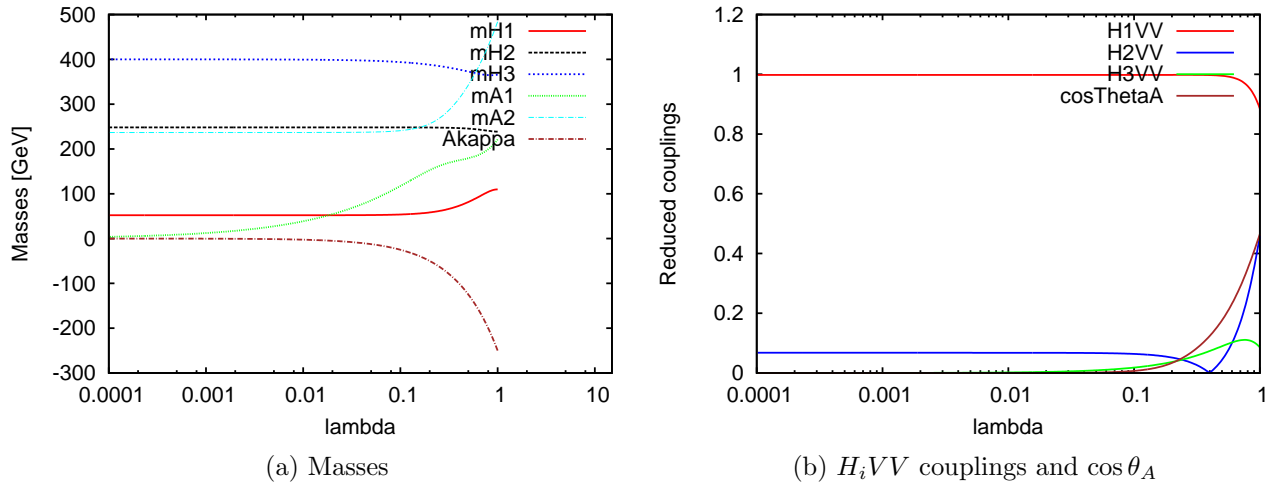 500
400
300
200
100
0
-100
-200
-300
Masses [GeV]
0.0001
0.001
0.01
0.1
1
10
lambda
mH1
mH2
mH3
mA1
mA2
Akappa
(a) Masses
1.2
1
0.8
0.6
0.4
0.2
0
Reduced couplings
0.0001
0.001
0.01
0.1
1
lambda
H1VV
H2VV
H3VV
cosThetaA
(b) H_iVV couplings and cos θ_A